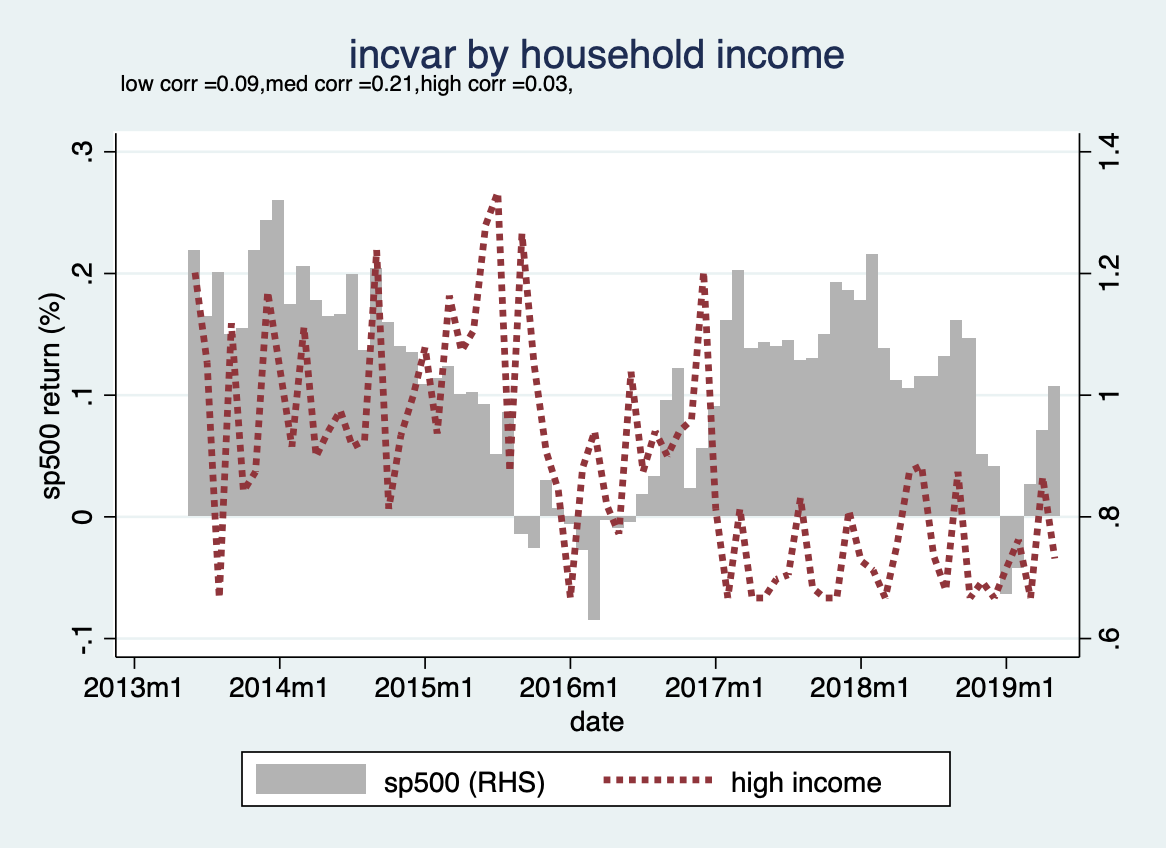 incvar by household income
low corr =0.09,med corr =0.21,high corr =0.03,
.3
.2
.1
0
-.1
sp500 return (%)
1.4
1.2
1
.8
.6
2013m1 2014m1 2015m1 2016m1 2017m1 2018m1 2019m1
date
sp500 (RHS) high income